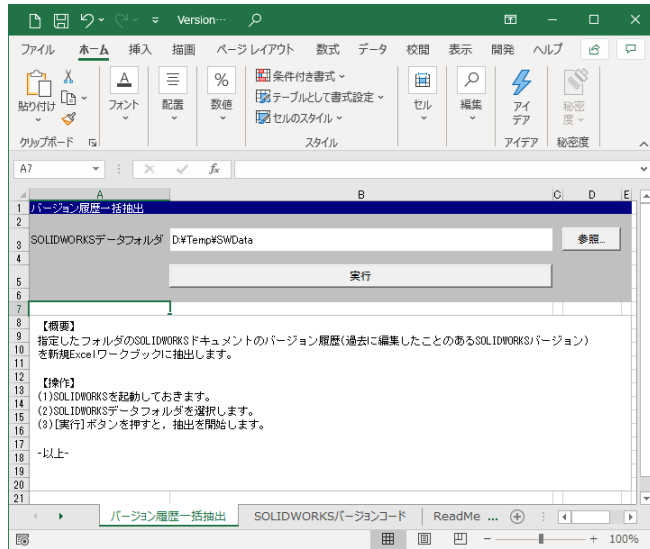 Version…
ファイル ホーム 挿入 描画 ページ レイアウト 数式 データ 校閲 表示 開発 ヘルプ
貼り付け フォント 配置 数値 条件付き書式 セル 編集 アイデア 秘密度
テーブルとして書式設定
セルのスタイル
クリップボード スタイル アイデア 秘密度
A7 fx
A B C D E
1 バージョン履歴一括抽出
2
3 SOLIDWORKSデータフォルダ D:¥Temp¥SWData 参照...
4
5 実行
6
7
8 【概要】
9 指定したフォルダのSOLIDWORKSドキュメントのバージョン履歴(過去に編集したことのあるSOLIDWORKSバージョン)
10 を新規Excelワークブックに抽出します。
11
12 【操作】
13 (1)SOLIDWORKSを起動しておきます。
14 (2)SOLIDWORKSデータフォルダを選択します。
15 (3)[実行]ボタンを押すと，抽出を開始します。
16
17 -以上-
18
19
20
21
バージョン履歴一括抽出 SOLIDWORKSバージョンコード ReadMe ...
100%